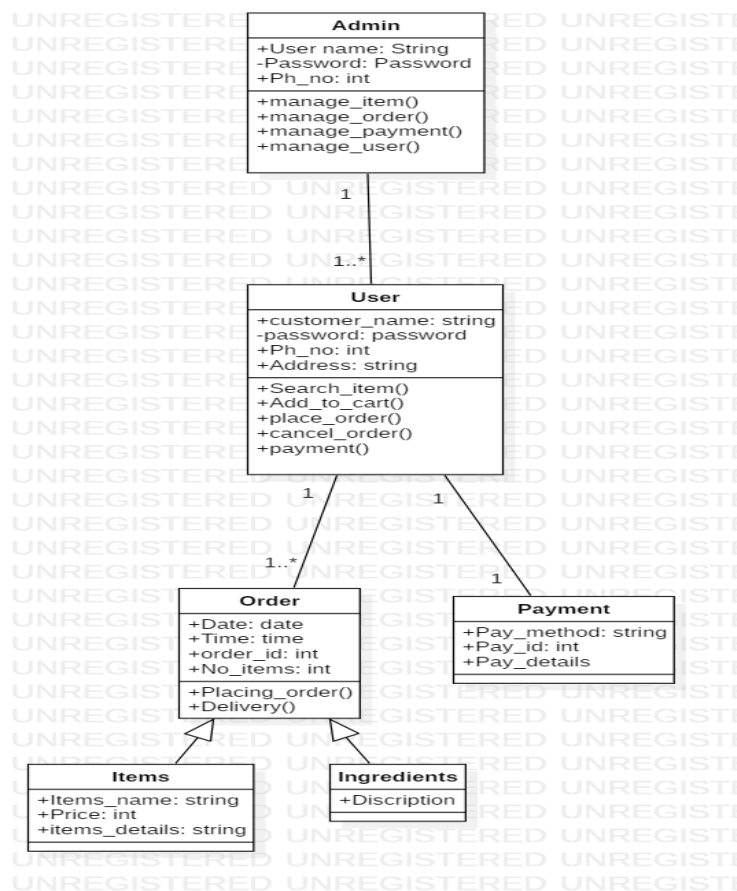 Admin
+User name: String
-Password: Password
+Ph_no: int
+manage_item()
+manage_order()
+manage_payment()
+manage_user()
1
1..*
User
+customer_name: string
-password: password
+Ph_no: int
+Address: string
+Search_item()
+Add_to_cart()
+place_order()
+cancel_order()
+payment()
1
1
1..*
1
Order
+Date: date
+Time: time
+order_id: int
+No_items: int
+Placing_order()
+Delivery()
Payment
+Pay_method: string
+Pay_id: int
+Pay_details
Items
+Items_name: string
+Price: int
+items_details: string
Ingredients
+Discription
UNREGISTERED